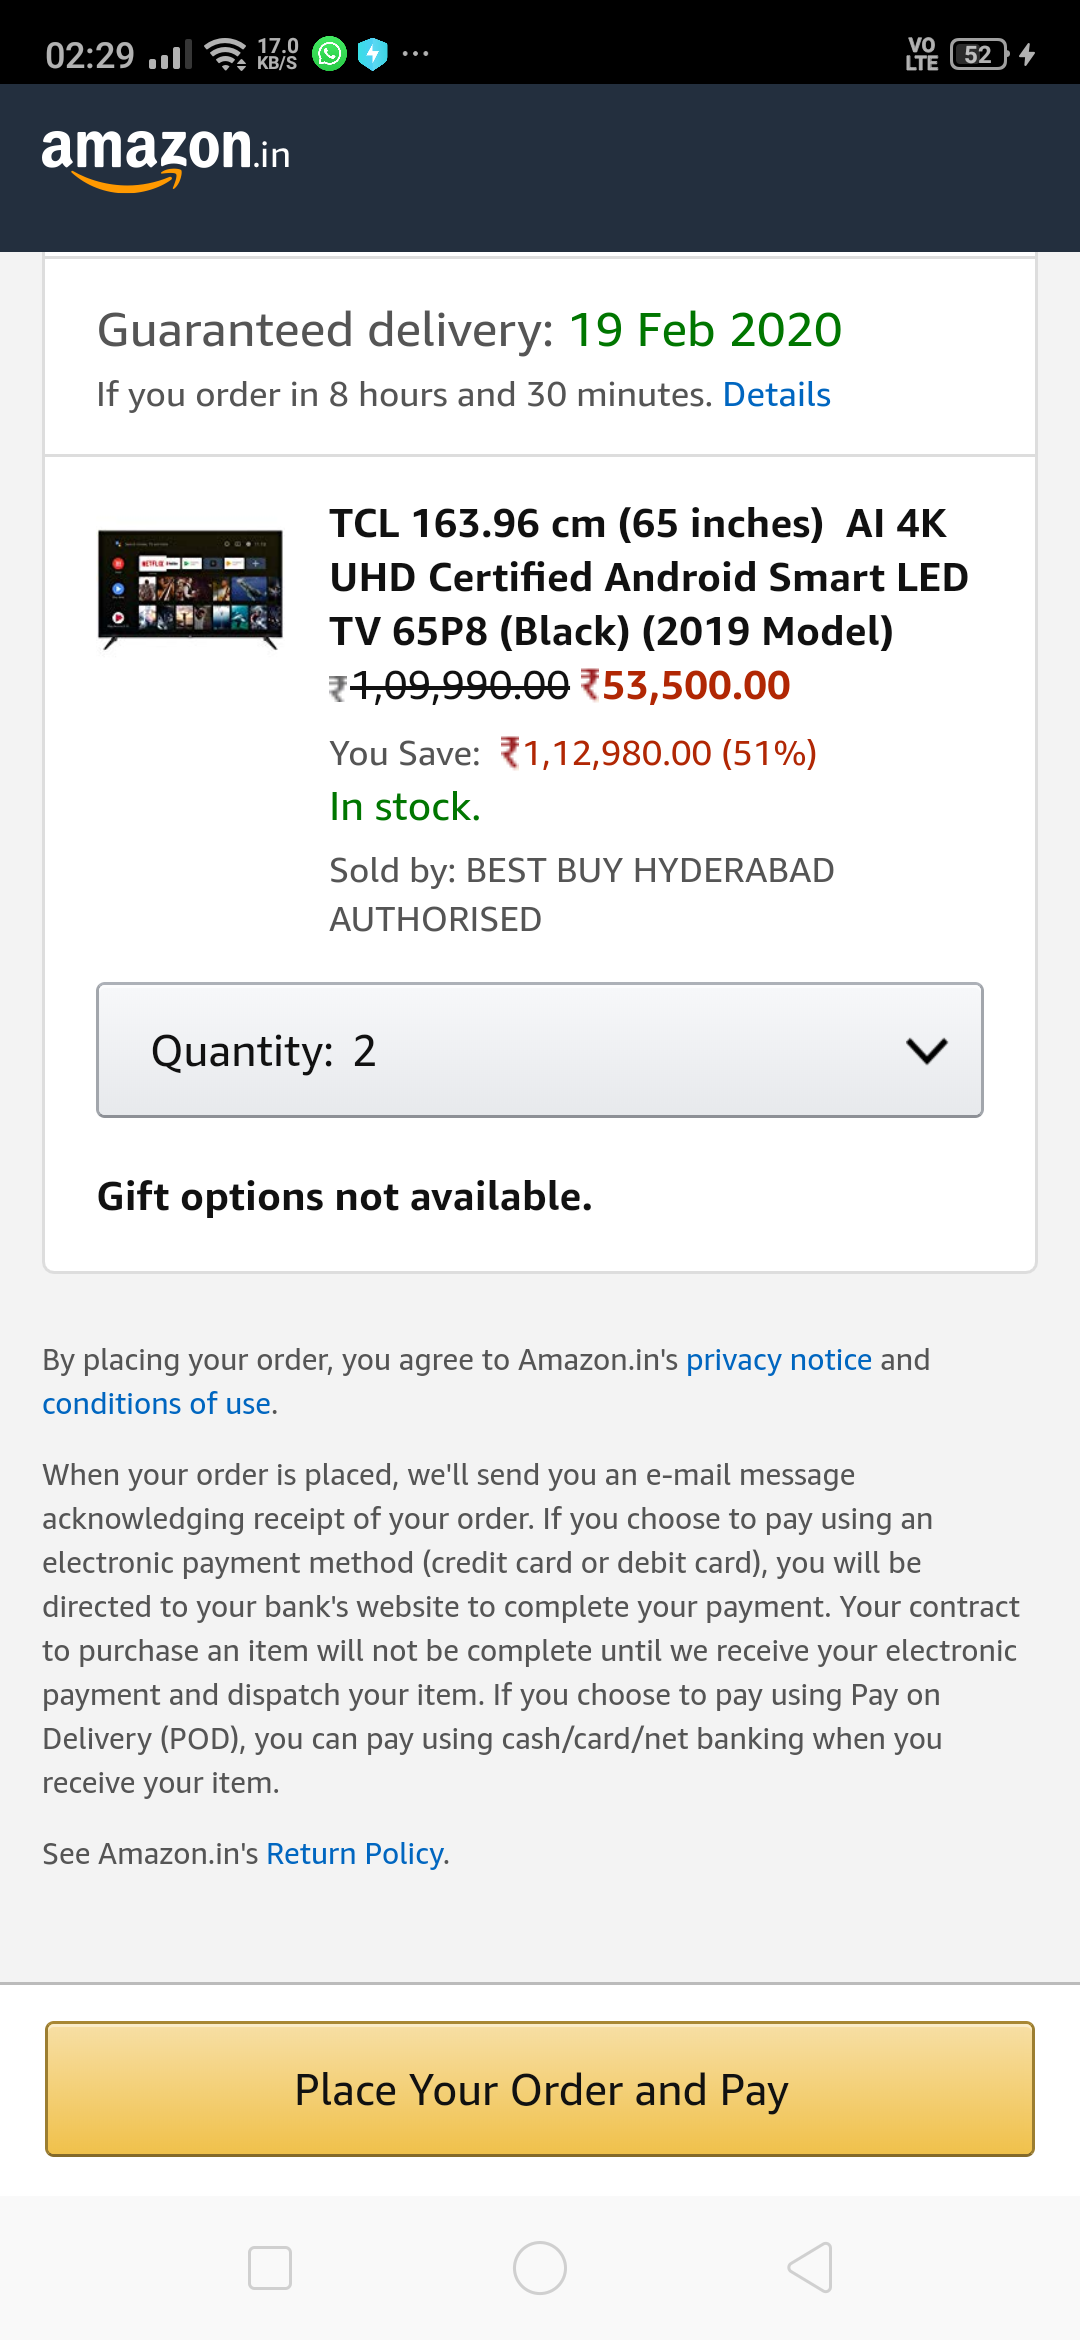 02:29 17.0 KB/S ... VO LTE 52
amazon.in
Guaranteed delivery: 19 Feb 2020
If you order in 8 hours and 30 minutes. Details
TCL 163.96 cm (65 inches) AI 4K
UHD Certified Android Smart LED
TV 65P8 (Black) (2019 Model)
₹1,09,990.00 ₹53,500.00
You Save: ₹1,12,980.00 (51%)
In stock.
Sold by: BEST BUY HYDERABAD
AUTHORISED
Quantity: 2
Gift options not available.
By placing your order, you agree to Amazon.in's privacy notice and
conditions of use.
When your order is placed, we'll send you an e-mail message
acknowledging receipt of your order. If you choose to pay using an
electronic payment method (credit card or debit card), you will be
directed to your bank's website to complete your payment. Your contract
to purchase an item will not be complete until we receive your electronic
payment and dispatch your item. If you choose to pay using Pay on
Delivery (POD), you can pay using cash/card/net banking when you
receive your item.
See Amazon.in's Return Policy.
Place Your Order and Pay